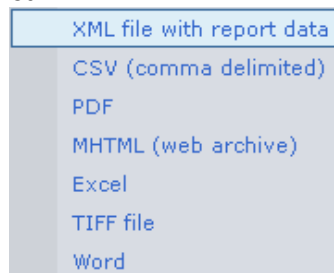 XML file with report data
CSV (comma delimited)
PDF
MHTML (web archive)
Excel
TIFF file
Word